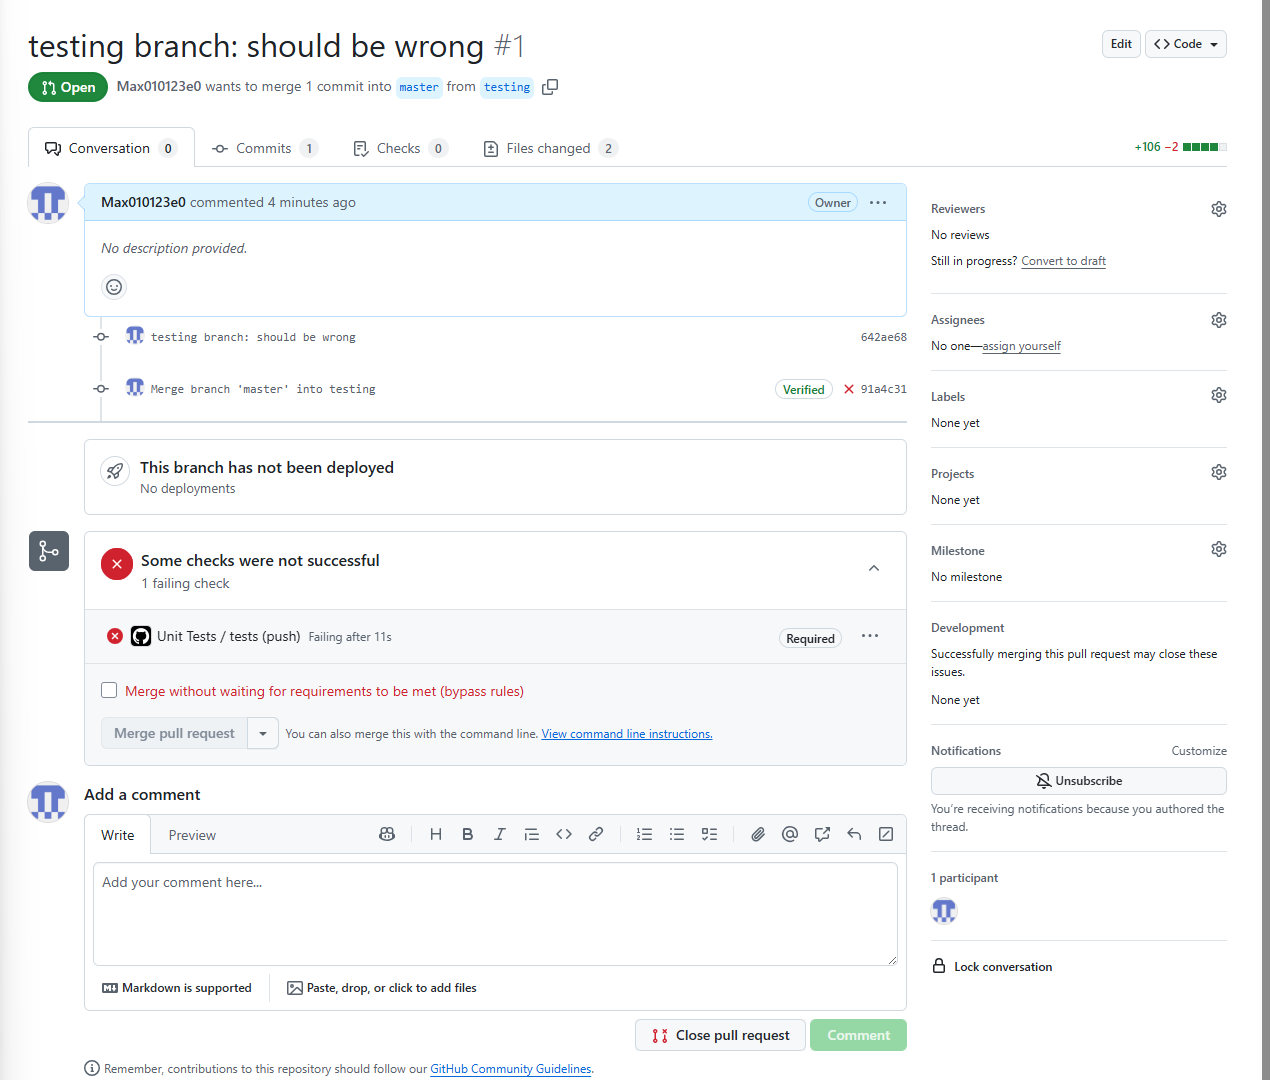 testing branch: should be wrong #1
Edit
<> Code
Open
Max010123e0 wants to merge 1 commit into master from testing
Conversation 0
Commits 1
Checks 0
Files changed 2
+106 −2
Max010123e0 commented 4 minutes ago
Owner
No description provided.
testing branch: should be wrong
642ae68
Merge branch 'master' into testing
Verified
91a4c31
This branch has not been deployed
No deployments
Some checks were not successful
1 failing check
Unit Tests / tests (push) Failing after 11s
Required
Merge without waiting for requirements to be met (bypass rules)
Merge pull request
You can also merge this with the command line. View command line instructions.
Add a comment
Write
Preview
Add your comment here...
Markdown is supported
Paste, drop, or click to add files
Close pull request
Comment
Remember, contributions to this repository should follow our GitHub Community Guidelines.
Reviewers
No reviews
Still in progress? Convert to draft
Assignees
No one—assign yourself
Labels
None yet
Projects
None yet
Milestone
No milestone
Development
Successfully merging this pull request may close these
issues.
None yet
Notifications
Customize
Unsubscribe
You're receiving notifications because you authored the
thread.
1 participant
Lock conversation